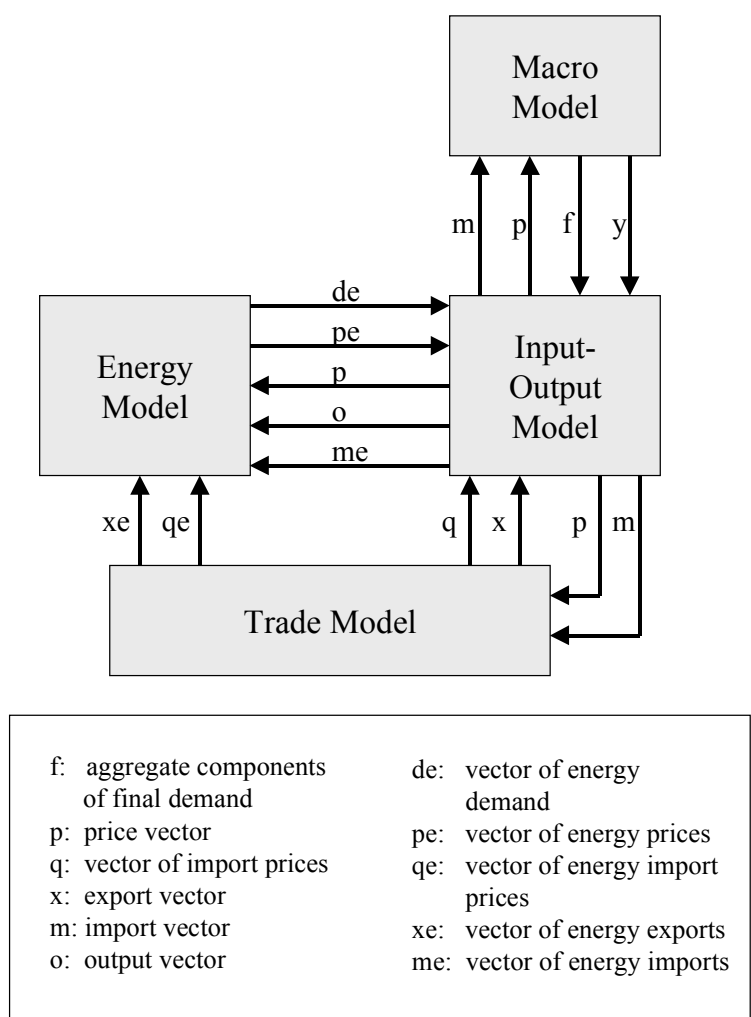 Macro
Model
m p f y
de
pe
p
o
me
Energy
Model
Input-
Output
Model
xe qe q x p m
Trade Model
f: aggregate components
of final demand
p: price vector
q: vector of import prices
x: export vector
m: import vector
o: output vector
de: vector of energy
demand
pe: vector of energy prices
qe: vector of energy import
prices
xe: vector of energy exports
me: vector of energy imports